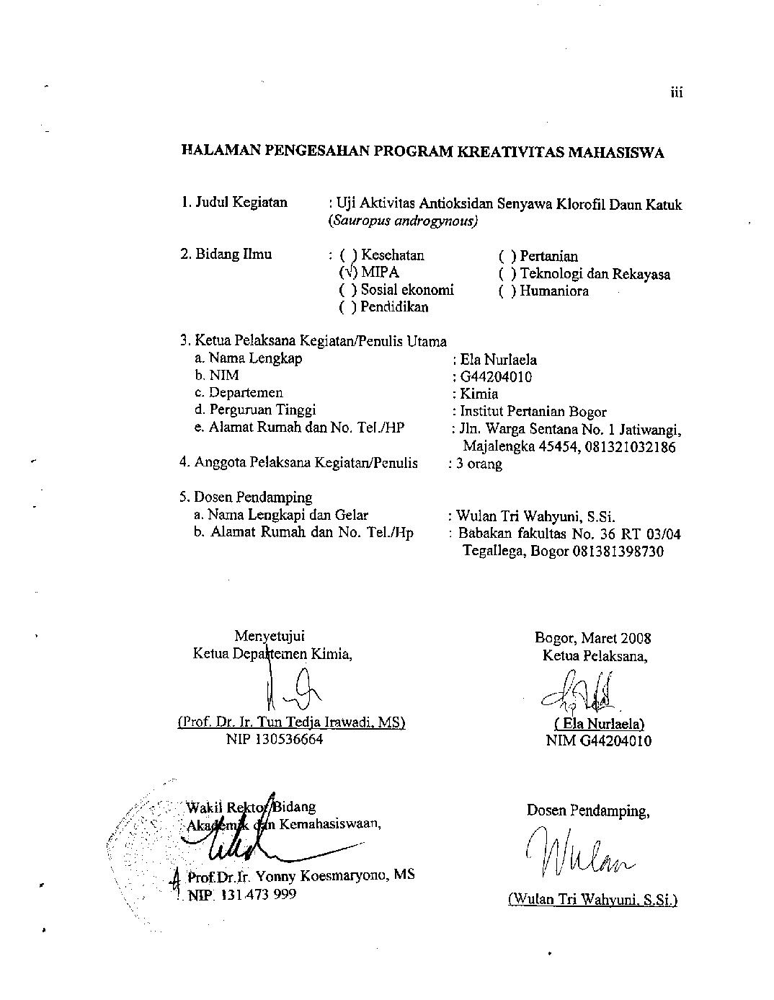 iii
HALAMAN PENGESAHAN PROGRAM KREATIVITAS MAHASISWA
1. Judul Kegiatan : Uji Aktivitas Antioksidan Senyawa Klorofil Daun Katuk
(Sauropus androgynous)
2. Bidang Ilmu : ( ) Kesehatan ( ) Pertanian
(√) MIPA ( ) Teknologi dan Rekayasa
( ) Sosial ekonomi ( ) Humaniora
( ) Pendidikan
3. Ketua Pelaksana Kegiatan/Penulis Utama
a. Nama Lengkap : Ela Nurlaela
b. NIM : G44204010
c. Departemen : Kimia
d. Perguruan Tinggi : Institut Pertanian Bogor
e. Alamat Rumah dan No. Tel./HP : Jln. Warga Sentana No. 1 Jatiwangi,
Majalengka 45454, 081321032186
4. Anggota Pelaksana Kegiatan/Penulis : 3 orang
5. Dosen Pendamping
a. Nama Lengkapi dan Gelar : Wulan Tri Wahyuni, S.Si.
b. Alamat Rumah dan No. Tel./Hp : Babakan fakultas No. 36 RT 03/04
Tegallega, Bogor 081381398730
Menyetujui
Ketua Departemen Kimia,
(Prof. Dr. Ir. Tun Tedja Irawadi, MS)
NIP 130536664
Bogor, Maret 2008
Ketua Pelaksana,
( Ela Nurlaela)
NIM G44204010
Wakil Rektor Bidang
Akademik dan Kemahasiswaan,
Prof.Dr.Ir. Yonny Koesmaryono, MS
NIP. 131.473 999
Dosen Pendamping,
Wulan
(Wulan Tri Wahyuni, S.Si.)